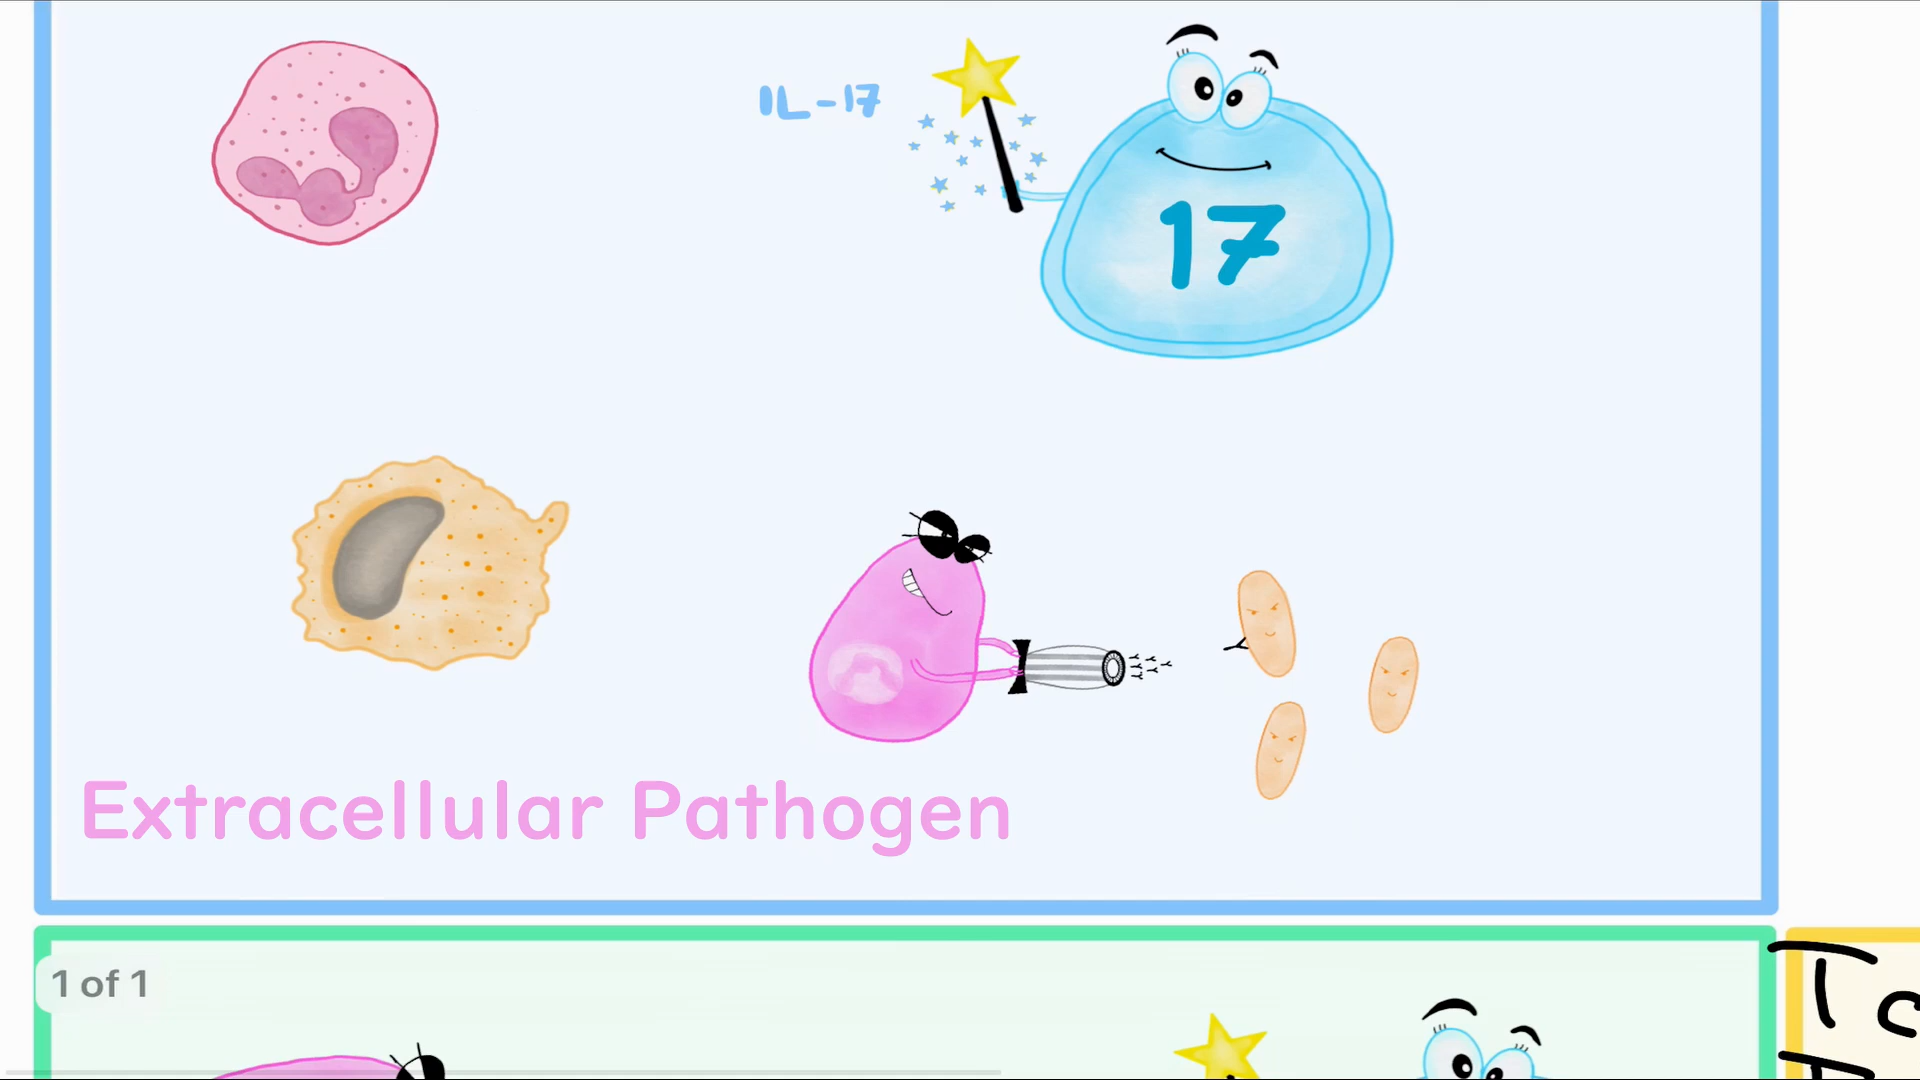 IL-17
17
Extracellular Pathogen
1 of 1